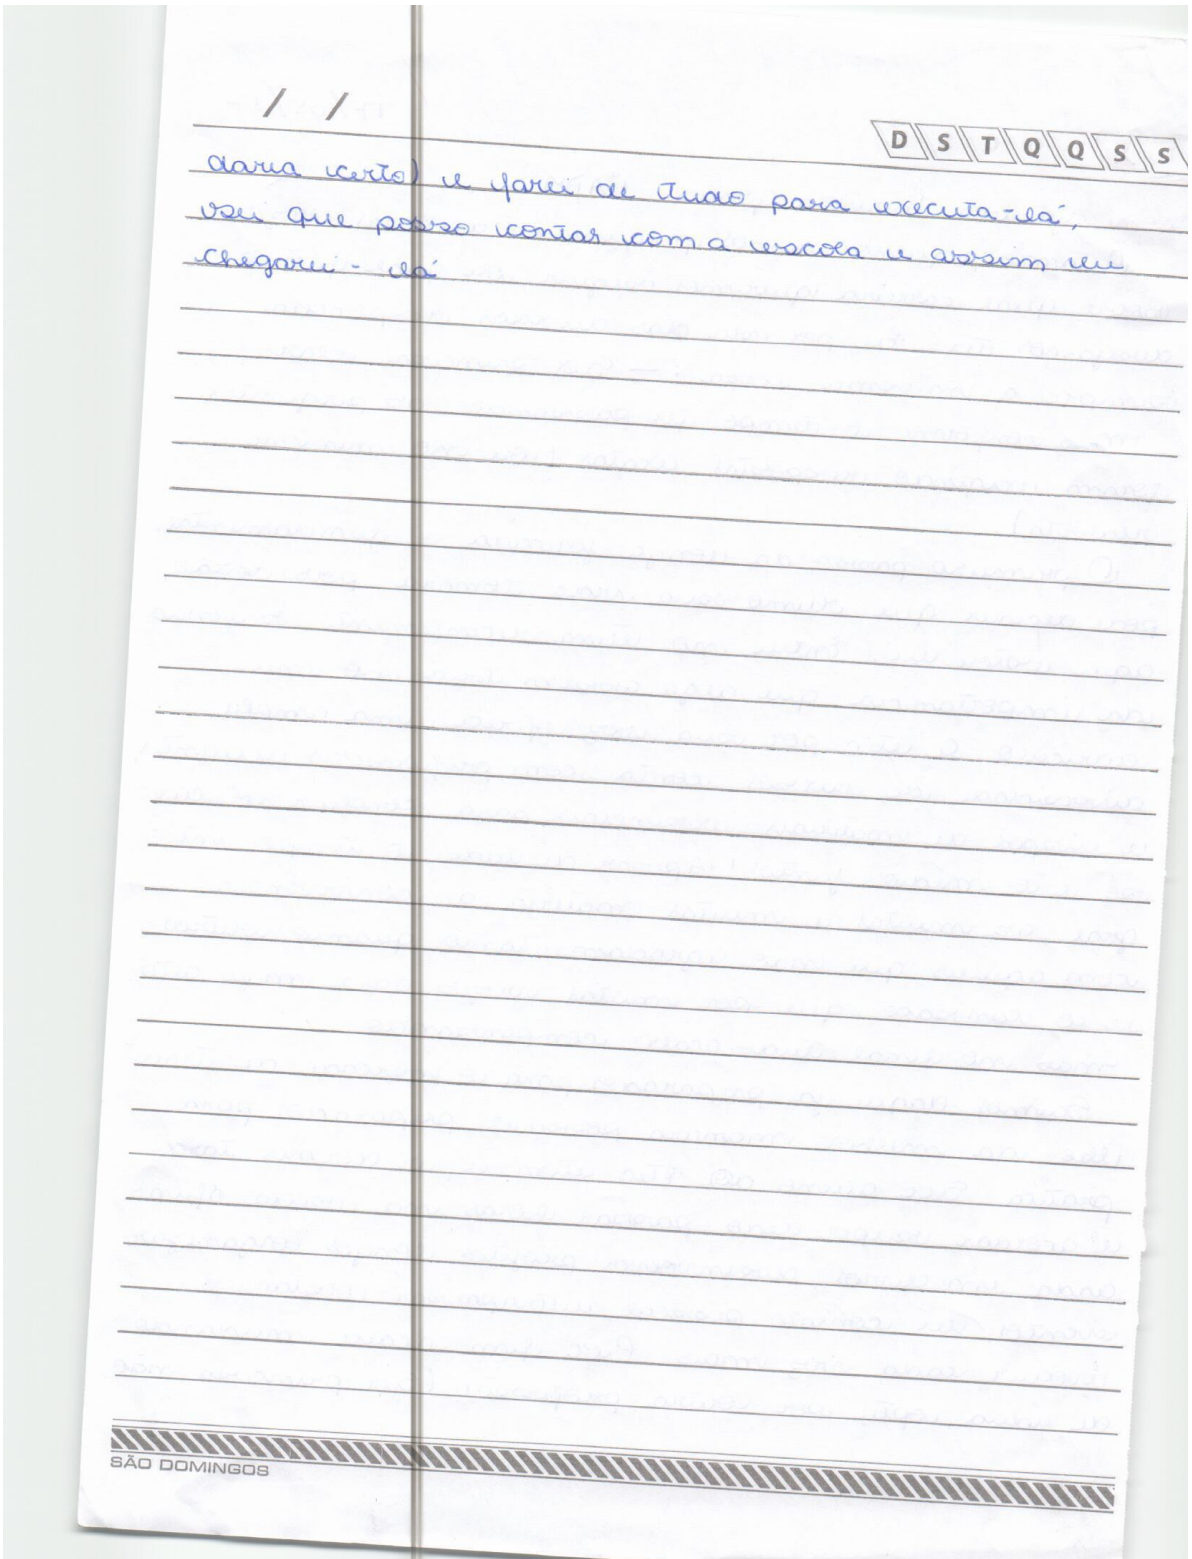 / /
D S T Q Q S S
daria certo) e farei de tudo para executa-lá,
sei que posso contar com a escola e assim eu
chegarei - lá
SÃO DOMINGOS